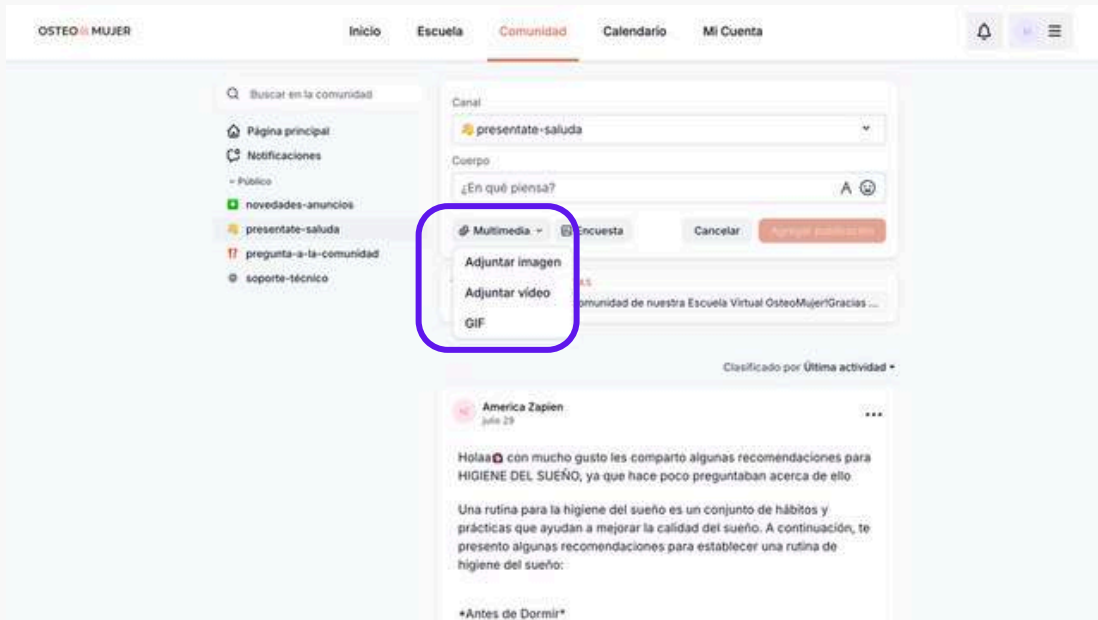 OSTEO MUJER
Inicio Escuela Comunidad Calendario Mi Cuenta
Buscar en la comunidad
Página principal
Notificaciones
Público
novedades-anuncios
presentate-saluda
pregunta-a-la-comunidad
soporte-técnico
Canal
presentate-saluda
Cuerpo
¿En qué piensa?
Multimedia Encuesta Cancelar Agregar publicación
Adjuntar imagen
Adjuntar vídeo
GIF
omunidad de nuestra Escuela Virtual OsteoMujer!Gracias ...
Clasificado por Última actividad
America Zapien
julio 29
Holaa con mucho gusto les comparto algunas recomendaciones para
HIGIENE DEL SUEÑO, ya que hace poco preguntaban acerca de ello
Una rutina para la higiene del sueño es un conjunto de hábitos y
prácticas que ayudan a mejorar la calidad del sueño. A continuación, te
presento algunas recomendaciones para establecer una rutina de
higiene del sueño:
*Antes de Dormir*